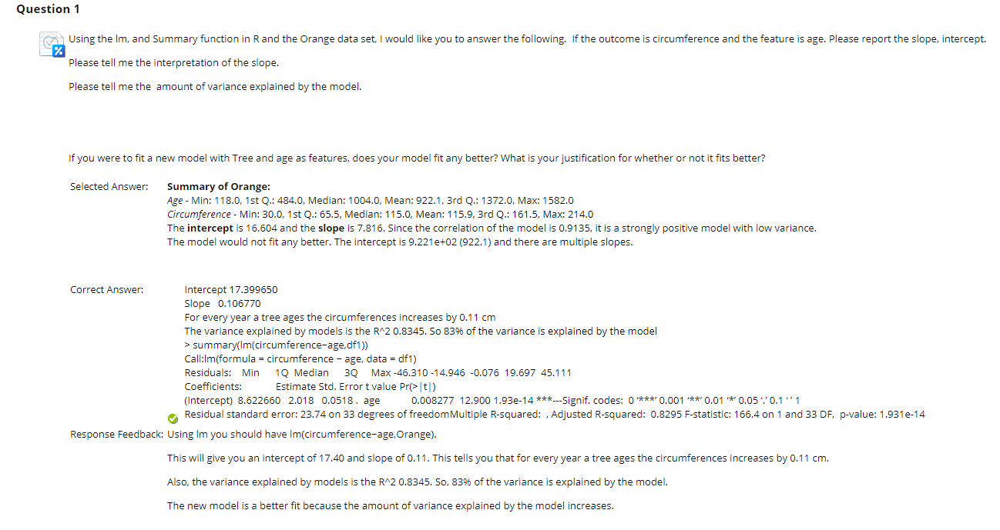 Question 1
Using the lm, and Summary function in R and the Orange data set, I would like you to answer the following.  If the outcome is circumference and the feature is age. Please report the slope, intercept.
Please tell me the interpretation of the slope.
Please tell me the  amount of variance explained by the model.
If you were to fit a new model with Tree and age as features, does your model fit any better? What is your justification for whether or not it fits better?
Selected Answer: Summary of Orange:
Age - Min: 118.0, 1st Q.: 484.0, Median: 1004.0, Mean: 922.1, 3rd Q.: 1372.0, Max: 1582.0
Circumference - Min: 30.0, 1st Q.: 65.5, Median: 115.0, Mean: 115.9, 3rd Q.: 161.5, Max: 214.0
The intercept is 16.604 and the slope is 7.816. Since the correlation of the model is 0.9135, it is a strongly positive model with low variance.
The model would not fit any better. The intercept is 9.221e+02 (922.1) and there are multiple slopes.
Correct Answer: Intercept 17.399650
Slope   0.106770
For every year a tree ages the circumferences increases by 0.11 cm
The variance explained by models is the R^2 0.8345. So 83% of the variance is explained by the model
> summary(lm(circumference~age,df1))
Call:lm(formula = circumference ~ age, data = df1)
Residuals:    Min      1Q  Median      3Q     Max -46.310 -14.946  -0.076  19.697  45.111
Coefficients:             Estimate Std. Error t value Pr(>|t|)
(Intercept)  8.622660   2.018   0.0518 .  age           0.008277  12.900 1.93e-14 ***---Signif. codes:  0 '***' 0.001 '**' 0.01 '*' 0.05 '.' 0.1 ' ' 1
Residual standard error: 23.74 on 33 degrees of freedomMultiple R-squared:  , Adjusted R-squared:  0.8295 F-statistic: 166.4 on 1 and 33 DF,  p-value: 1.931e-14
Response Feedback: Using lm you should have lm(circumference~age,Orange).
This will give you an intercept of 17.40 and slope of 0.11. This tells you that for every year a tree ages the circumferences increases by 0.11 cm.
Also, the variance explained by models is the R^2 0.8345. So, 83% of the variance is explained by the model.
The new model is a better fit because the amount of variance explained by the model increases.